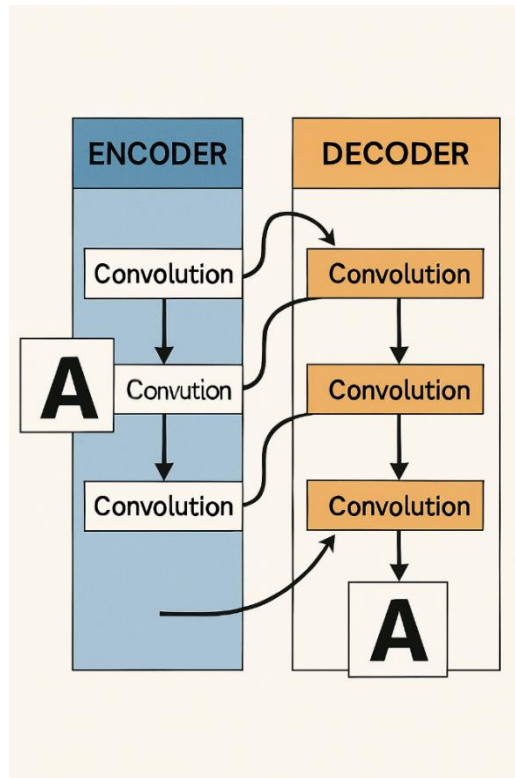 ENCODER
Convolution
A
Convution
Convolution
DECODER
Convolution
Convolution
Convolution
A